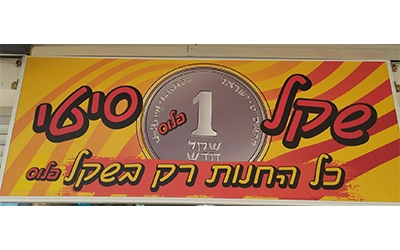 שקל סיטי
1
פלוס
שקל
חדש
כל החנות רק בשקל פלוס